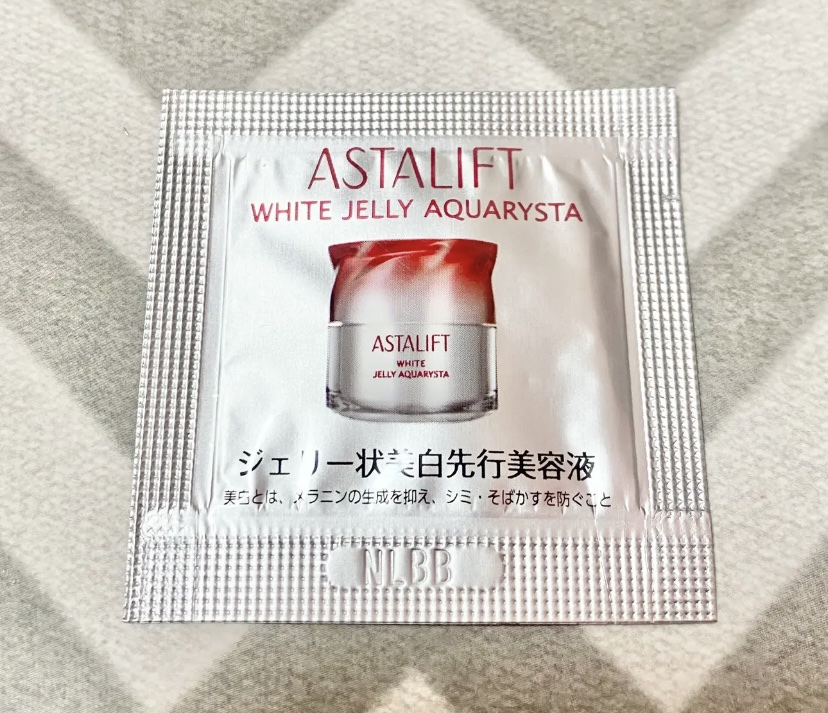 ASTALIFT
WHITE JELLY AQUARYSTA
ASTALIFT
WHITE
JELLY AQUARYSTA
ジェリー状美白先行美容液
美白とは、メラニンの生成を抑え、シミ・そばかすを防ぐこと
NLBB